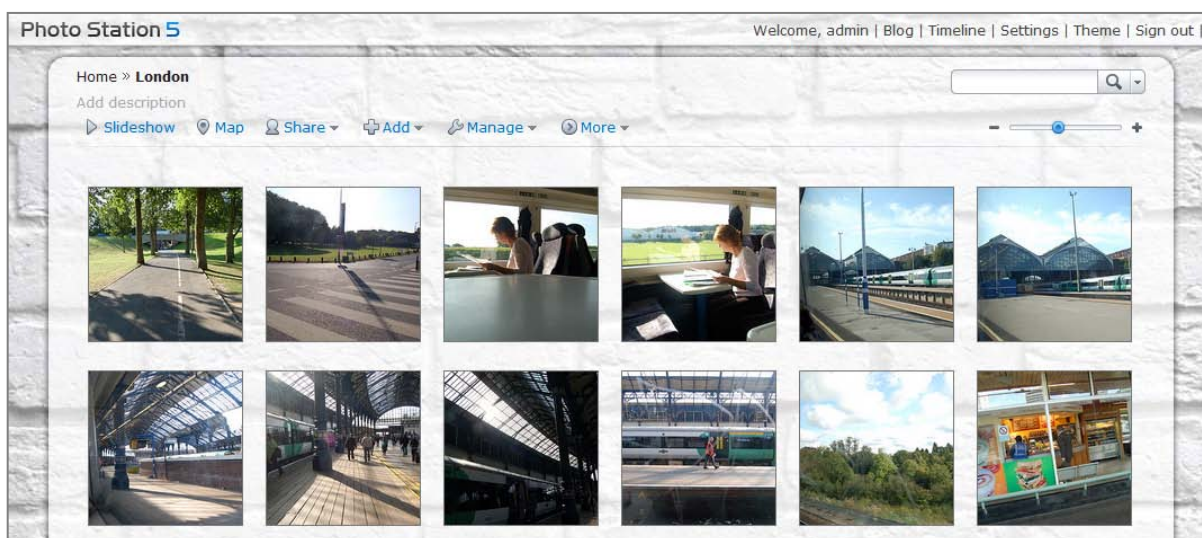 Photo Station 5
Welcome, admin | Blog | Timeline | Settings | Theme | Sign out |
Home » London
Add description
Slideshow Map Share Add Manage More